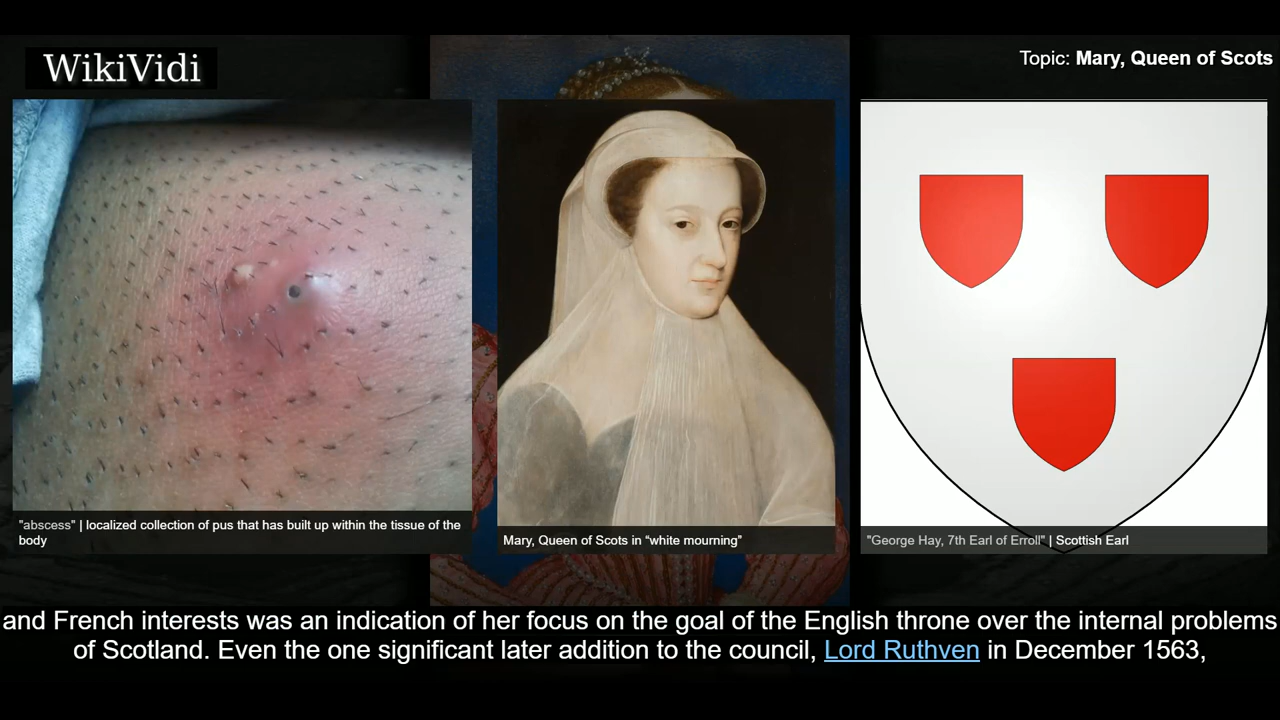 WikiVidi
Topic: Mary, Queen of Scots
"abscess" | localized collection of pus that has built up within the tissue of the
body
Mary, Queen of Scots in “white mourning”
"George Hay, 7th Earl of Erroll" | Scottish Earl
and French interests was an indication of her focus on the goal of the English throne over the internal problems
of Scotland. Even the one significant later addition to the council, Lord Ruthven in December 1563,